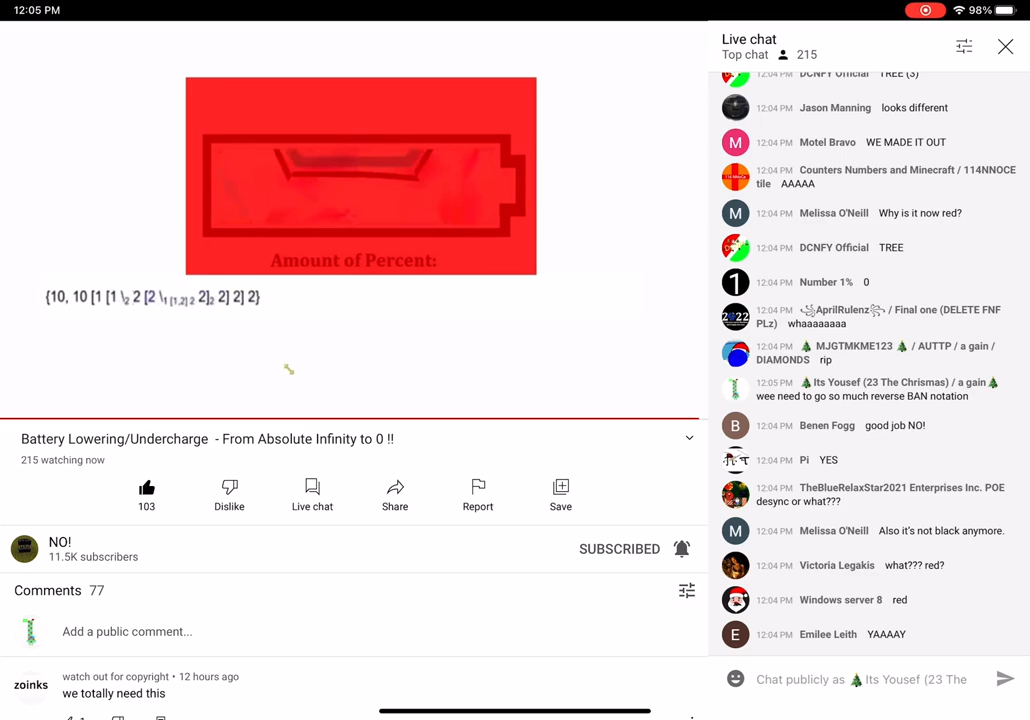 12:05 PM
98%
Live chat
Top chat 215
DCNFY Official TREE (3)
12:04 PM Jason Manning looks different
12:04 PM Motel Bravo WE MADE IT OUT
12:04 PM Counters Numbers and Minecraft / 114NNOCE
tile AAAAA
12:04 PM Melissa O'Neill Why is it now red?
12:04 PM DCNFY Official TREE
12:04 PM Number 1% 0
12:04 PM ꧁AprilRulenz꧂ / Final one (DELETE FNF
PLz) whaaaaaaaa
12:04 PM 🎄 MJGTMKME123 🎄 / AUTTP / a gain /
DIAMONDS rip
12:05 PM 🎄Its Yousef (23 The Chrismas) / a gain🎄
wee need to go so much reverse BAN notation
12:04 PM Benen Fogg good job NO!
12:04 PM Pi YES
12:04 PM TheBlueRelaxStar2021 Enterprises Inc. POE
desync or what???
12:04 PM Melissa O'Neill Also it's not black anymore.
12:04 PM Victoria Legakis what??? red?
12:04 PM Windows server 8 red
12:04 PM Emilee Leith YAAAAY
Chat publicly as 🎄Its Yousef (23 The
Amount of Percent:
{10, 10 [1 [1 \₂ 2 [2 \₁ [1,2] ₂ 2]₂ 2] 2] 2}
Battery Lowering/Undercharge - From Absolute Infinity to 0 !!
215 watching now
103 Dislike Live chat Share Report Save
NO!
11.5K subscribers
SUBSCRIBED
Comments 77
Add a public comment...
zoinks
watch out for copyright • 12 hours ago
we totally need this